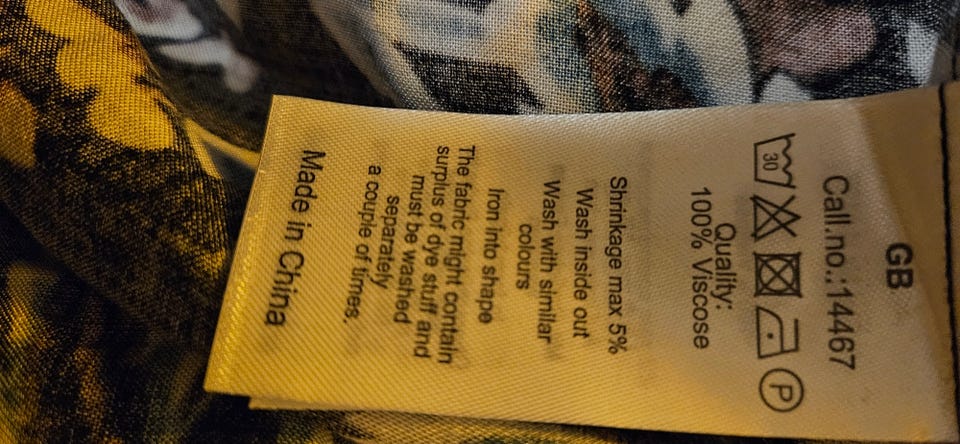 GB
Call.no.:14467
30 P
Quality:
100% Viscose
Shrinkage max 5%
Wash inside out
Wash with similar
colours
Iron into shape
The fabric might contain
surplus of dye stuff and
must be washed
separately
a couple of times.
Made in China